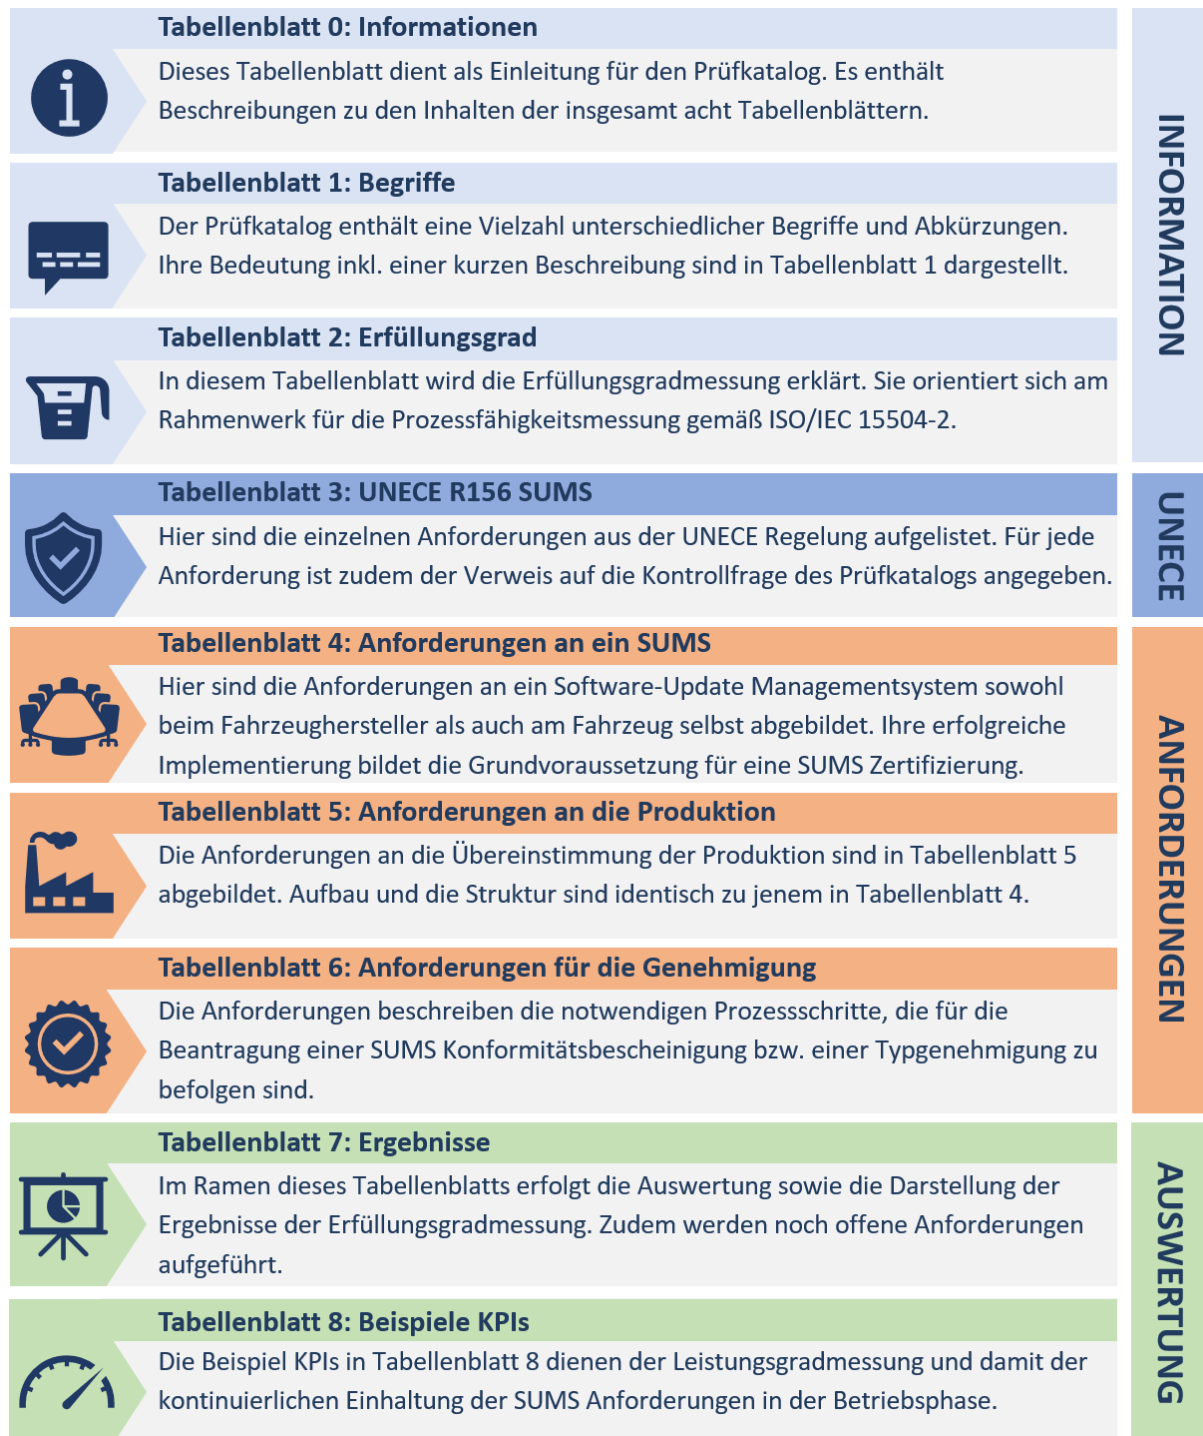 Tabellenblatt 0: Informationen
Dieses Tabellenblatt dient als Einleitung für den Prüfkatalog. Es enthält
Beschreibungen zu den Inhalten der insgesamt acht Tabellenblättern.
Tabellenblatt 1: Begriffe
Der Prüfkatalog enthält eine Vielzahl unterschiedlicher Begriffe und Abkürzungen.
Ihre Bedeutung inkl. einer kurzen Beschreibung sind in Tabellenblatt 1 dargestellt.
Tabellenblatt 2: Erfüllungsgrad
In diesem Tabellenblatt wird die Erfüllungsgradmessung erklärt. Sie orientiert sich am
Rahmenwerk für die Prozessfähigkeitsmessung gemäß ISO/IEC 15504-2.
INFORMATION
Tabellenblatt 3: UNECE R156 SUMS
Hier sind die einzelnen Anforderungen aus der UNECE Regelung aufgelistet. Für jede
Anforderung ist zudem der Verweis auf die Kontrollfrage des Prüfkatalogs angegeben.
UNECE
Tabellenblatt 4: Anforderungen an ein SUMS
Hier sind die Anforderungen an ein Software-Update Managementsystem sowohl
beim Fahrzeughersteller als auch am Fahrzeug selbst abgebildet. Ihre erfolgreiche
Implementierung bildet die Grundvoraussetzung für eine SUMS Zertifizierung.
Tabellenblatt 5: Anforderungen an die Produktion
Die Anforderungen an die Übereinstimmung der Produktion sind in Tabellenblatt 5
abgebildet. Aufbau und die Struktur sind identisch zu jenem in Tabellenblatt 4.
Tabellenblatt 6: Anforderungen für die Genehmigung
Die Anforderungen beschreiben die notwendigen Prozessschritte, die für die
Beantragung einer SUMS Konformitätsbescheinigung bzw. einer Typgenehmigung zu
befolgen sind.
ANFORDERUNGEN
Tabellenblatt 7: Ergebnisse
Im Ramen dieses Tabellenblatts erfolgt die Auswertung sowie die Darstellung der
Ergebnisse der Erfüllungsgradmessung. Zudem werden noch offene Anforderungen
aufgeführt.
Tabellenblatt 8: Beispiele KPIs
Die Beispiel KPIs in Tabellenblatt 8 dienen der Leistungsgradmessung und damit der
kontinuierlichen Einhaltung der SUMS Anforderungen in der Betriebsphase.
AUSWERTUNG